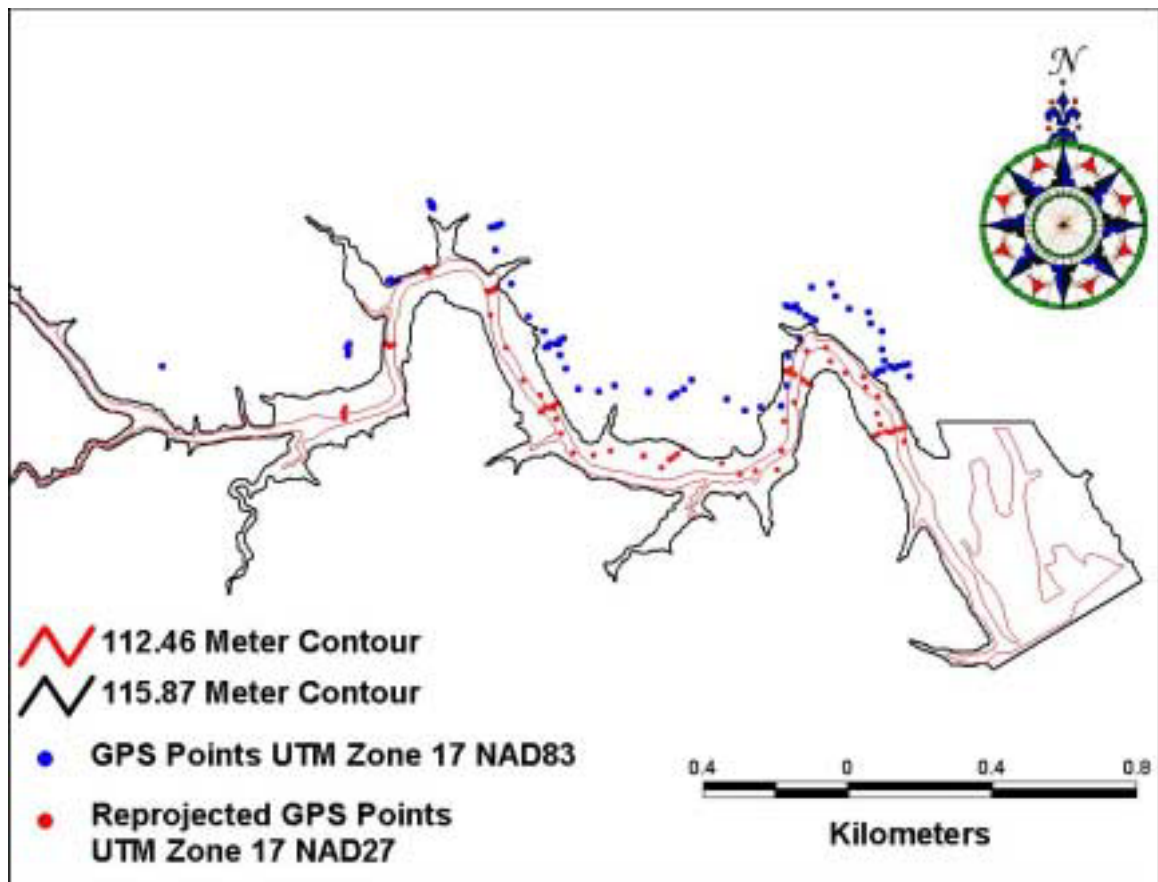 N
112.46 Meter Contour
115.87 Meter Contour
GPS Points UTM Zone 17 NAD83
Reprojected GPS Points
UTM Zone 17 NAD27
0.4 0 0.4 0.8
Kilometers